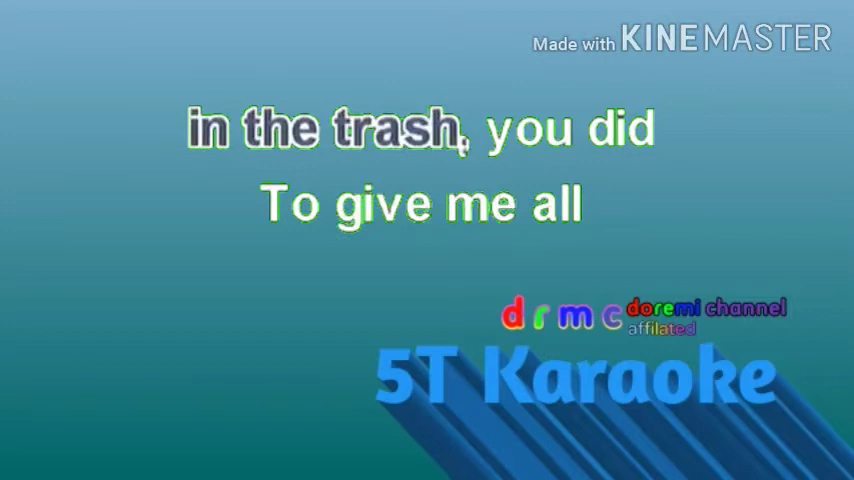 Made with KINEMASTER
in the trash, you did
To give me all
d r m c doremi channel
affilated
5T Karaoke